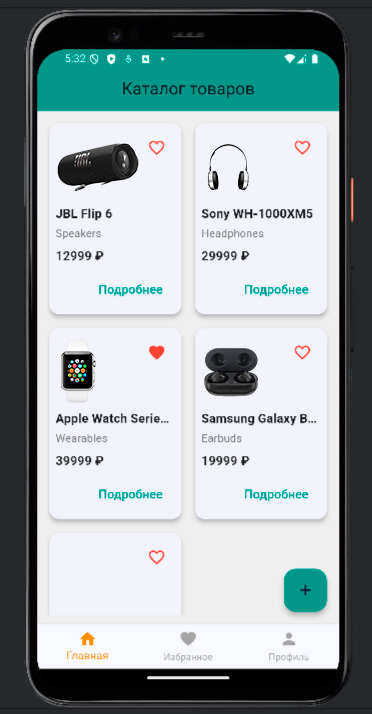 5:32
Каталог товаров
JBL
JBL Flip 6
Speakers
12999 ₽
Подробнее
Sony WH-1000XM5
Headphones
29999 ₽
Подробнее
Apple Watch Serie...
Wearables
39999 ₽
Подробнее
Samsung Galaxy B...
Earbuds
19999 ₽
Подробнее
+
Главная
Избранное
Профиль